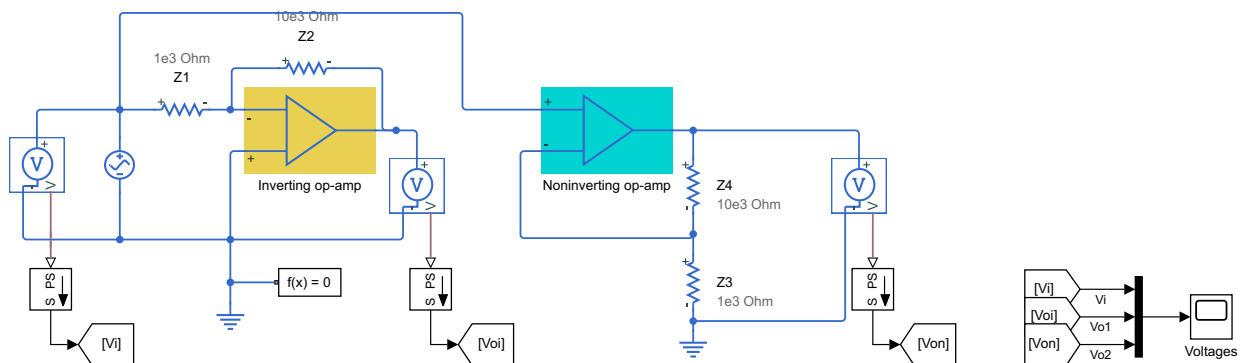 10e3 Ohm
Z2
1e3 Ohm
Z1
+
-
+
-
-
+
+
V
-
V
+
-
Inverting op-amp
+
V
-
V
+
-
Noninverting op-amp
+
Z4
-
10e3 Ohm
+
V
-
V
+
Z3
-
1e3 Ohm
f(x) = 0
S PS
S PS
S PS
[Vi]
[Voi]
[Von]
[Vi]
Vi
[Voi]
Vo1
[Von]
Vo2
Voltages